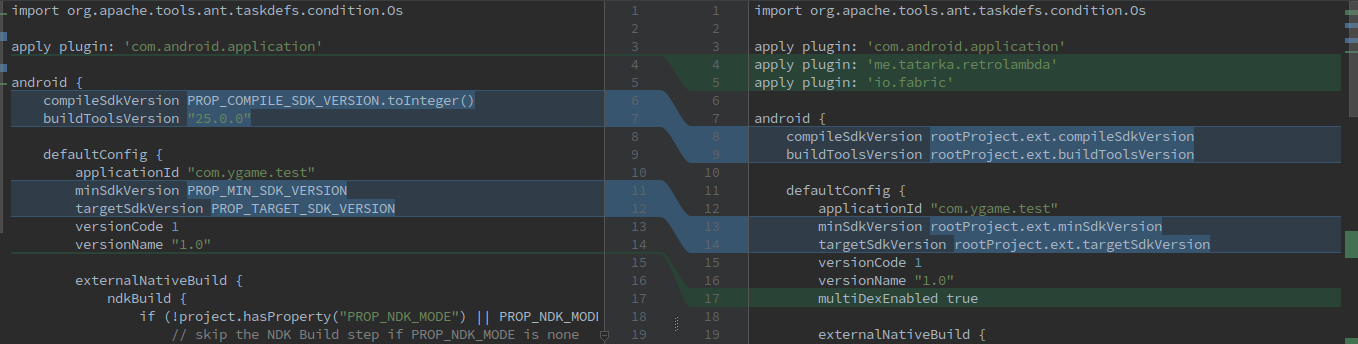 import org.apache.tools.ant.taskdefs.condition.Os
apply plugin: 'com.android.application'
android {
compileSdkVersion PROP_COMPILE_SDK_VERSION.toInteger()
buildToolsVersion "25.0.0"
defaultConfig {
applicationId "com.ygame.test"
minSdkVersion PROP_MIN_SDK_VERSION
targetSdkVersion PROP_TARGET_SDK_VERSION
versionCode 1
versionName "1.0"
externalNativeBuild {
ndkBuild {
if (!project.hasProperty("PROP_NDK_MODE") || PROP_NDK_MOD
// skip the NDK Build step if PROP_NDK_MODE is none
1 1
2 2
3 3
4 4
5 5
6 6
7 7
8 8
9 9
10 10
11 11
12 12
13 13
14 14
15 15
16 16
17 17
18 18
19 19
import org.apache.tools.ant.taskdefs.condition.Os
apply plugin: 'com.android.application'
apply plugin: 'me.tatarka.retrolambda'
apply plugin: 'io.fabric'
android {
compileSdkVersion rootProject.ext.compileSdkVersion
buildToolsVersion rootProject.ext.buildToolsVersion
defaultConfig {
applicationId "com.ygame.test"
minSdkVersion rootProject.ext.minSdkVersion
targetSdkVersion rootProject.ext.targetSdkVersion
versionCode 1
versionName "1.0"
multiDexEnabled true
externalNativeBuild {